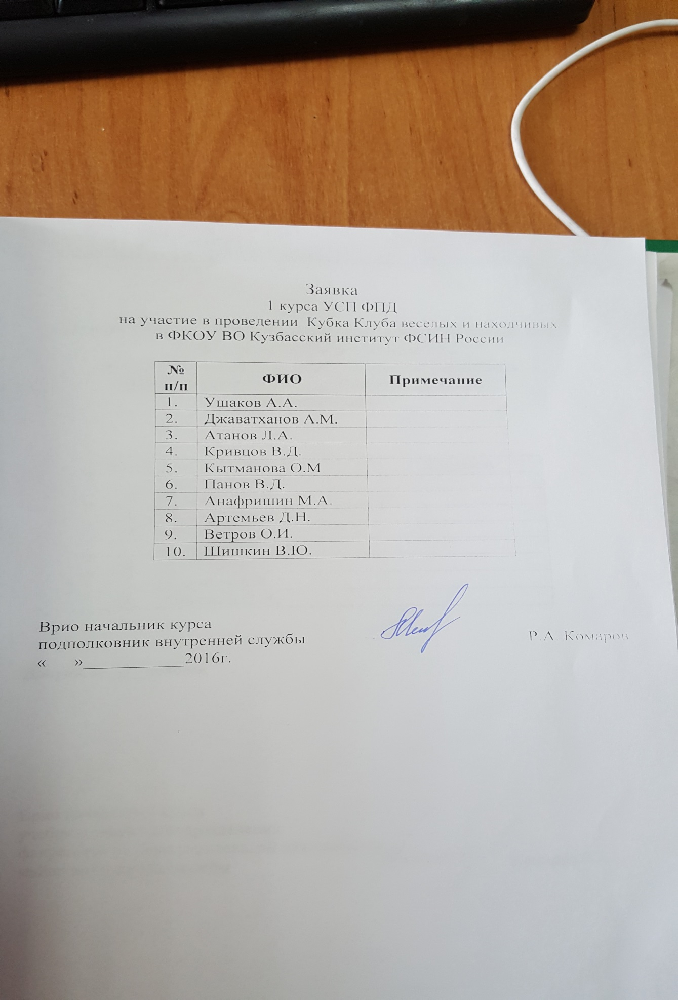 Заявка
1 курса УСП ФПД
на участие в проведении Кубка Клуба веселых и находчивых
в ФКОУ ВО Кузбасский институт ФСИН России
№ п/п ФИО Примечание
1. Ушаков А.А.
2. Джаватханов А.М.
3. Атанов Л.А.
4. Кривцов В.Д.
5. Кытманова О.М
6. Панов В.Д.
7. Анафришин М.А.
8. Артемьев Д.Н.
9. Ветров О.И.
10. Шишкин В.Ю.
Врио начальник курса
подполковник внутренней службы Р.А. Комаров
« »______________2016г.